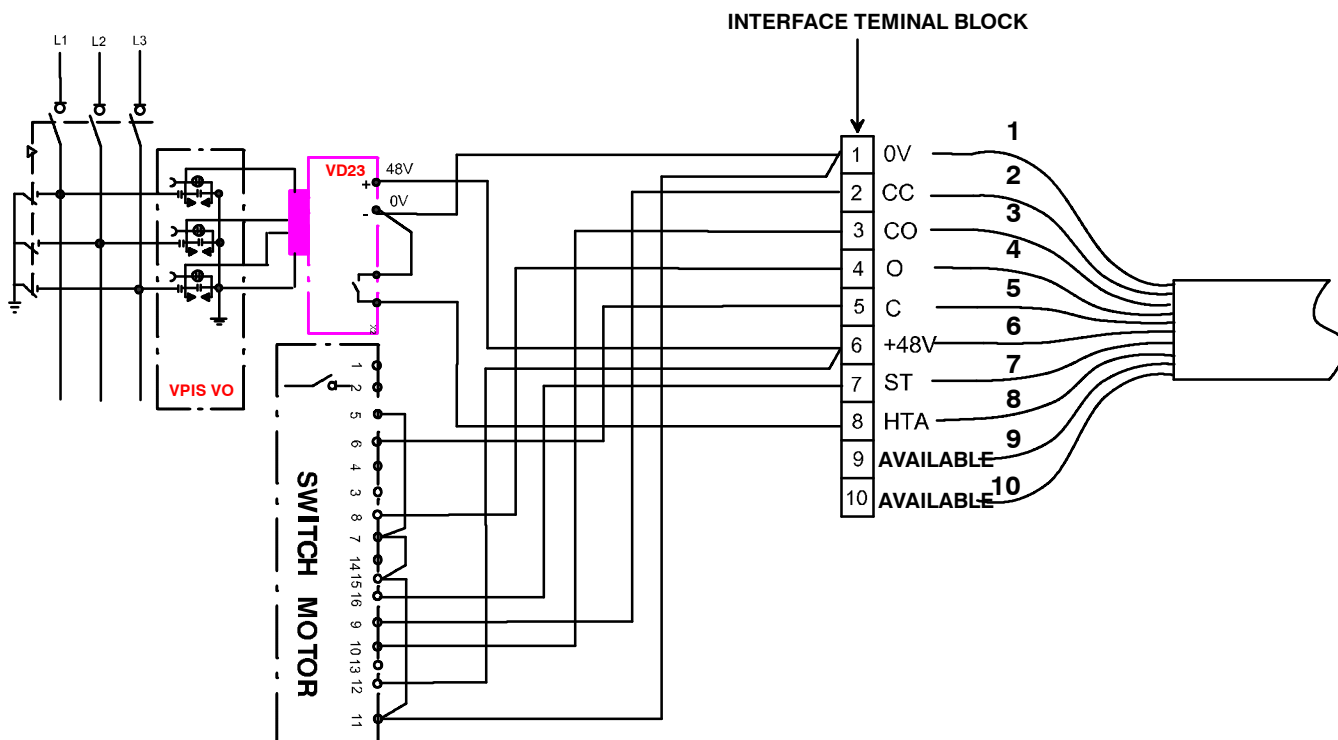 INTERFACE TEMINAL BLOCK
L1
L2
L3
VD23
48V
+
0V
-
VPIS VO
SWITCH MOTOR
1
2
5
6
4
3
8
7
14
15
16
9
10
13
12
11
1 0V 1
2 CC 2
3 CO 3
4 O 4
5 C 5
6 +48V 6
7 ST 7
8 HTA 8
9 AVAILABLE 9
10 AVAILABLE 10